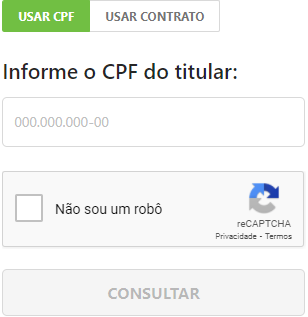 USAR CPF USAR CONTRATO
Informe o CPF do titular:
000.000.000-00
Não sou um robô
reCAPTCHA
Privacidade - Termos
CONSULTAR